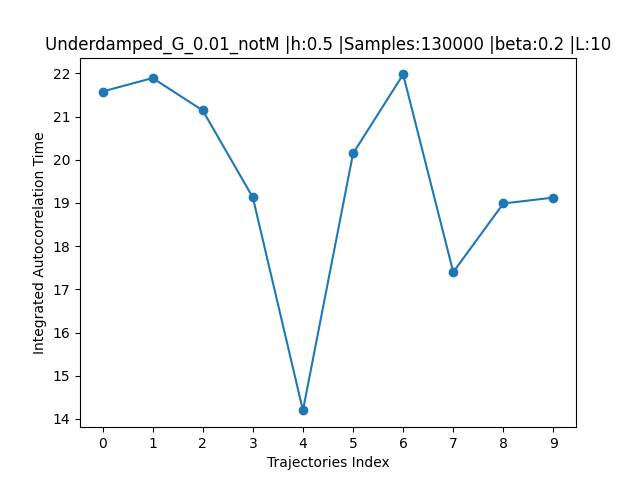 Underdamped_G_0.01_notM |h:0.5 |Samples:130000 |beta:0.2 |L:10
22
21
20
19
18
17
16
15
14
Integrated Autocorrelation Time
0 1 2 3 4 5 6 7 8 9
Trajectories Index